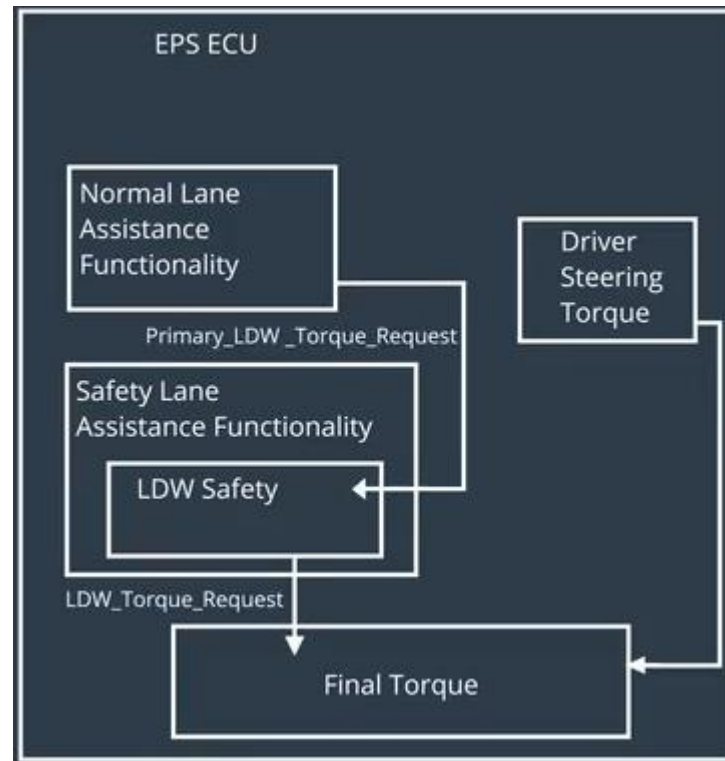 EPS ECU
Normal Lane
Assistance
Functionality
Driver
Steering
Torque
Primary_LDW _Torque_Request
Safety Lane
Assistance Functionality
LDW Safety
LDW_Torque_Request
Final Torque